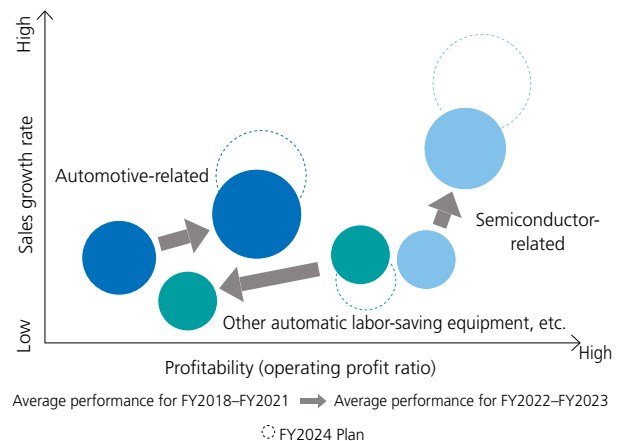 High
Sales growth rate
Low
Automotive-related
Semiconductor-
related
Other automatic labor-saving equipment, etc.
High
Profitability (operating profit ratio)
Average performance for FY2018–FY2021
Average performance for FY2022–FY2023
FY2024 Plan